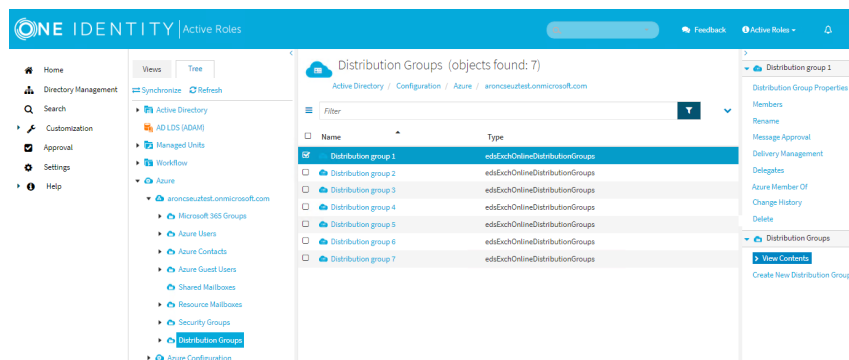 ONE IDENTITY Active Roles
Feedback
Active Roles
Home
Directory Management
Search
Customization
Approval
Settings
Help
Views Tree
Synchronize Refresh
Active Directory
AD LDS (ADAM)
Managed Units
Workflow
Azure
aroncseuztest.onmicrosoft.com
Microsoft 365 Groups
Azure Users
Azure Contacts
Azure Guest Users
Shared Mailboxes
Resource Mailboxes
Security Groups
Distribution Groups
Azure Configuration
Distribution Groups (objects found: 7)
Active Directory / Configuration / Azure / aroncseuztest.onmicrosoft.com
Filter
Name Type
Distribution group 1 edsExchOnlineDistributionGroups
Distribution group 2 edsExchOnlineDistributionGroups
Distribution group 3 edsExchOnlineDistributionGroups
Distribution group 4 edsExchOnlineDistributionGroups
Distribution group 5 edsExchOnlineDistributionGroups
Distribution group 6 edsExchOnlineDistributionGroups
Distribution group 7 edsExchOnlineDistributionGroups
Distribution group 1
Distribution Group Properties
Members
Rename
Message Approval
Delivery Management
Delegates
Azure Member Of
Change History
Delete
Distribution Groups
View Contents
Create New Distribution Group